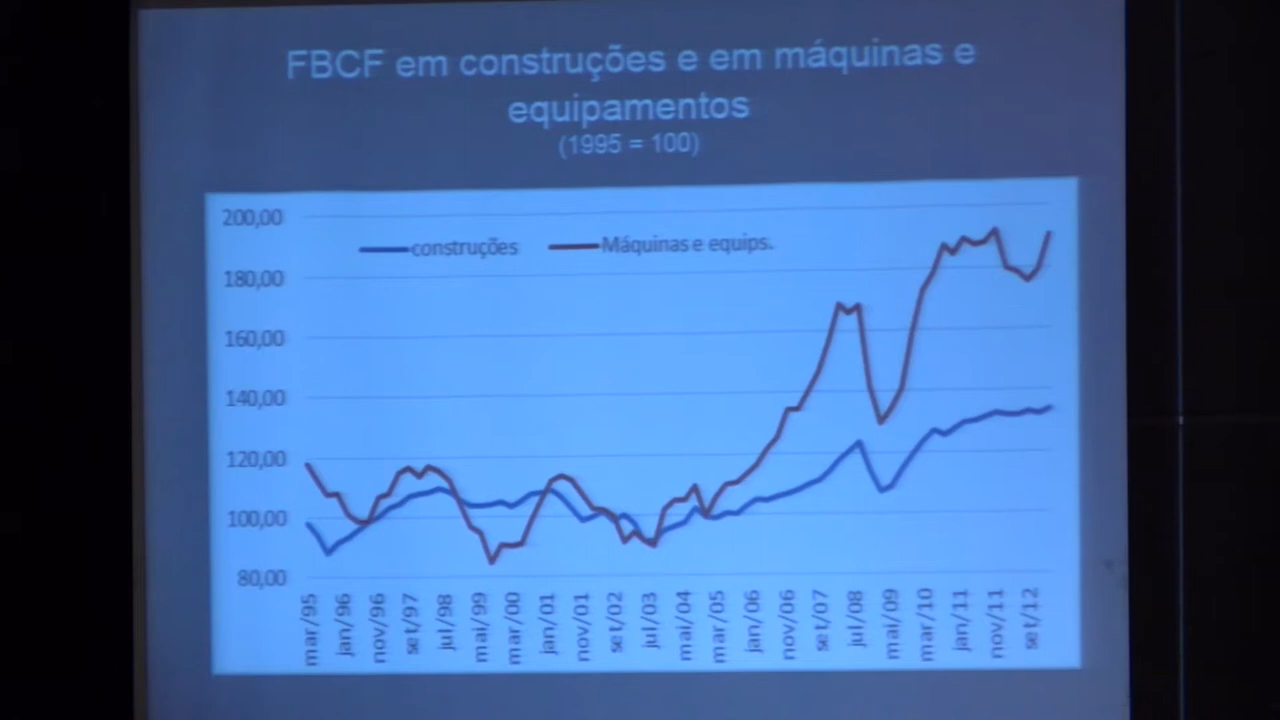 FBCF em construções e em máquinas e
equipamentos
(1995 = 100)
200,00
construções
Máquinas e equips.
180,00
160,00
140,00
120,00
100,00
80,00
mar/95
jan/96
nov/96
set/97
jul/98
mai/99
mar/00
jan/01
nov/01
set/02
jul/03
mai/04
mar/05
jan/06
nov/06
set/07
jul/08
mai/09
mar/10
jan/11
nov/11
set/12